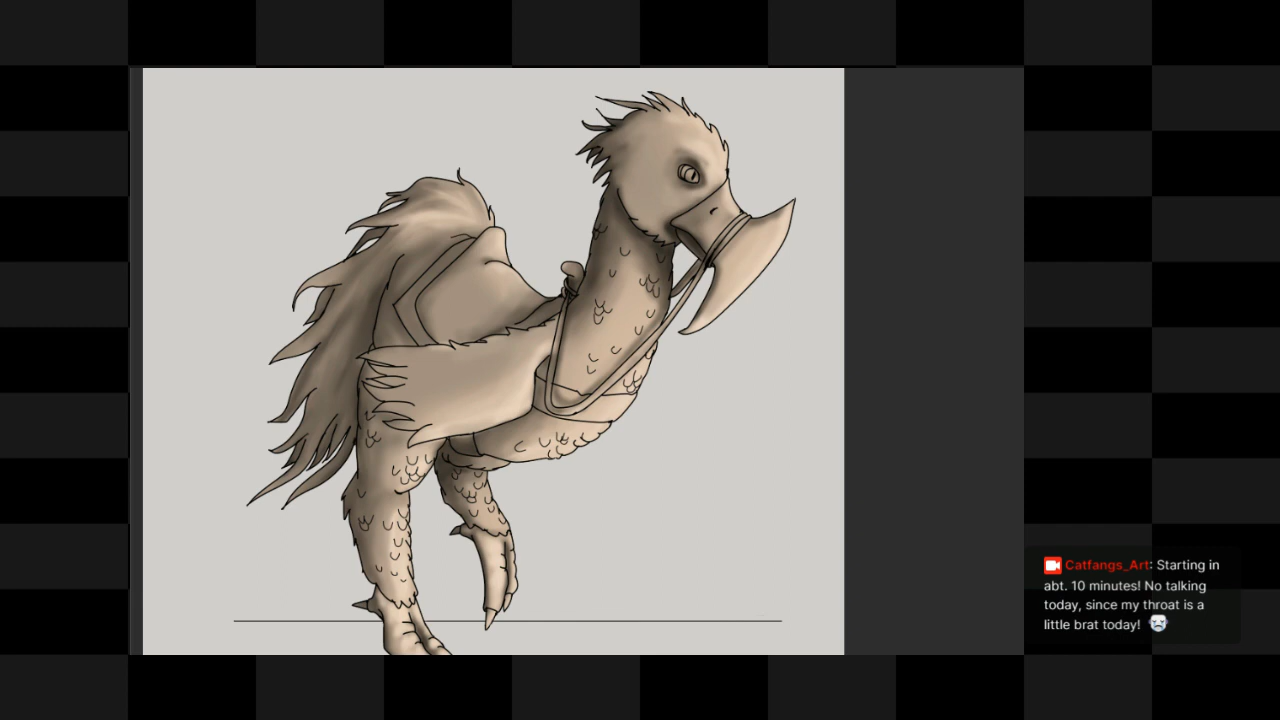 Catfangs_Art: Starting in
abt. 10 minutes! No talking
today, since my throat is a
little brat today! 😭